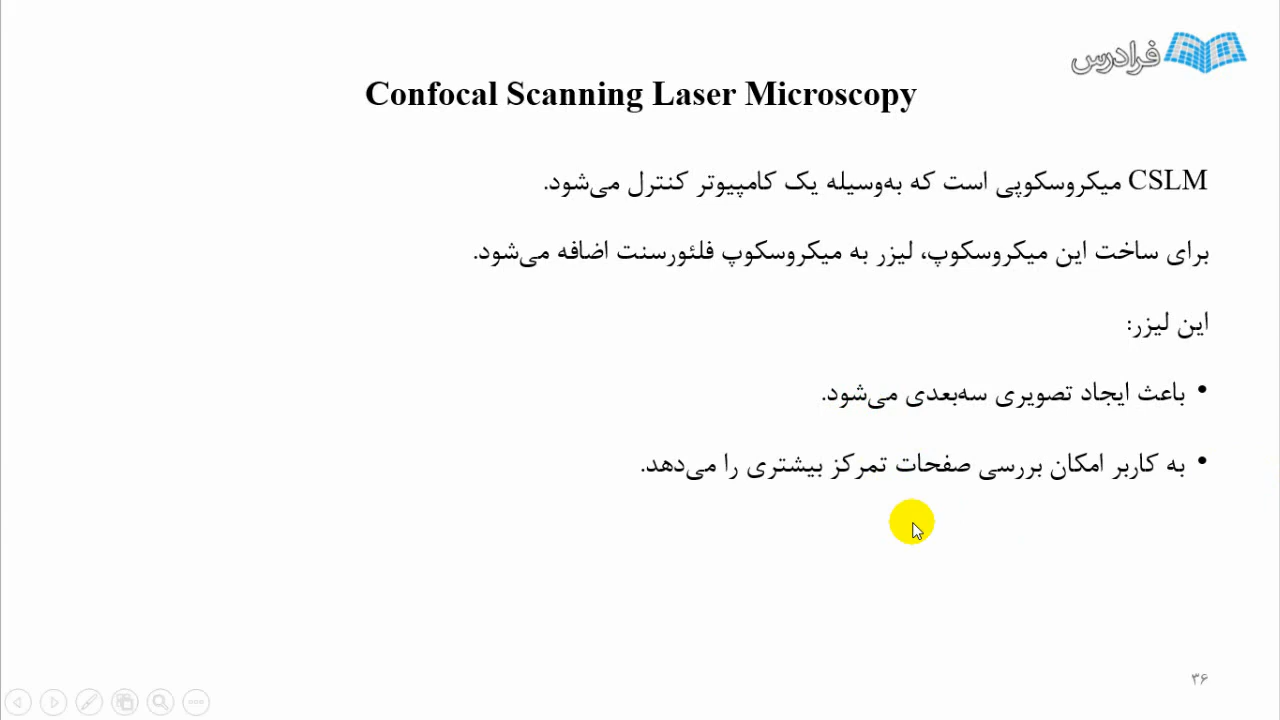 فرادرس
Confocal Scanning Laser Microscopy
CSLM میکروسکوپی است که به‌وسیله یک کامپیوتر کنترل می‌شود.
برای ساخت این میکروسکوپ، لیزر به میکروسکوپ فلئورسنت اضافه می‌شود.
این لیزر:
• باعث ایجاد تصویری سه‌بعدی می‌شود.
• به کاربر امکان بررسی صفحات تمرکز بیشتری را می‌دهد.
۳۶